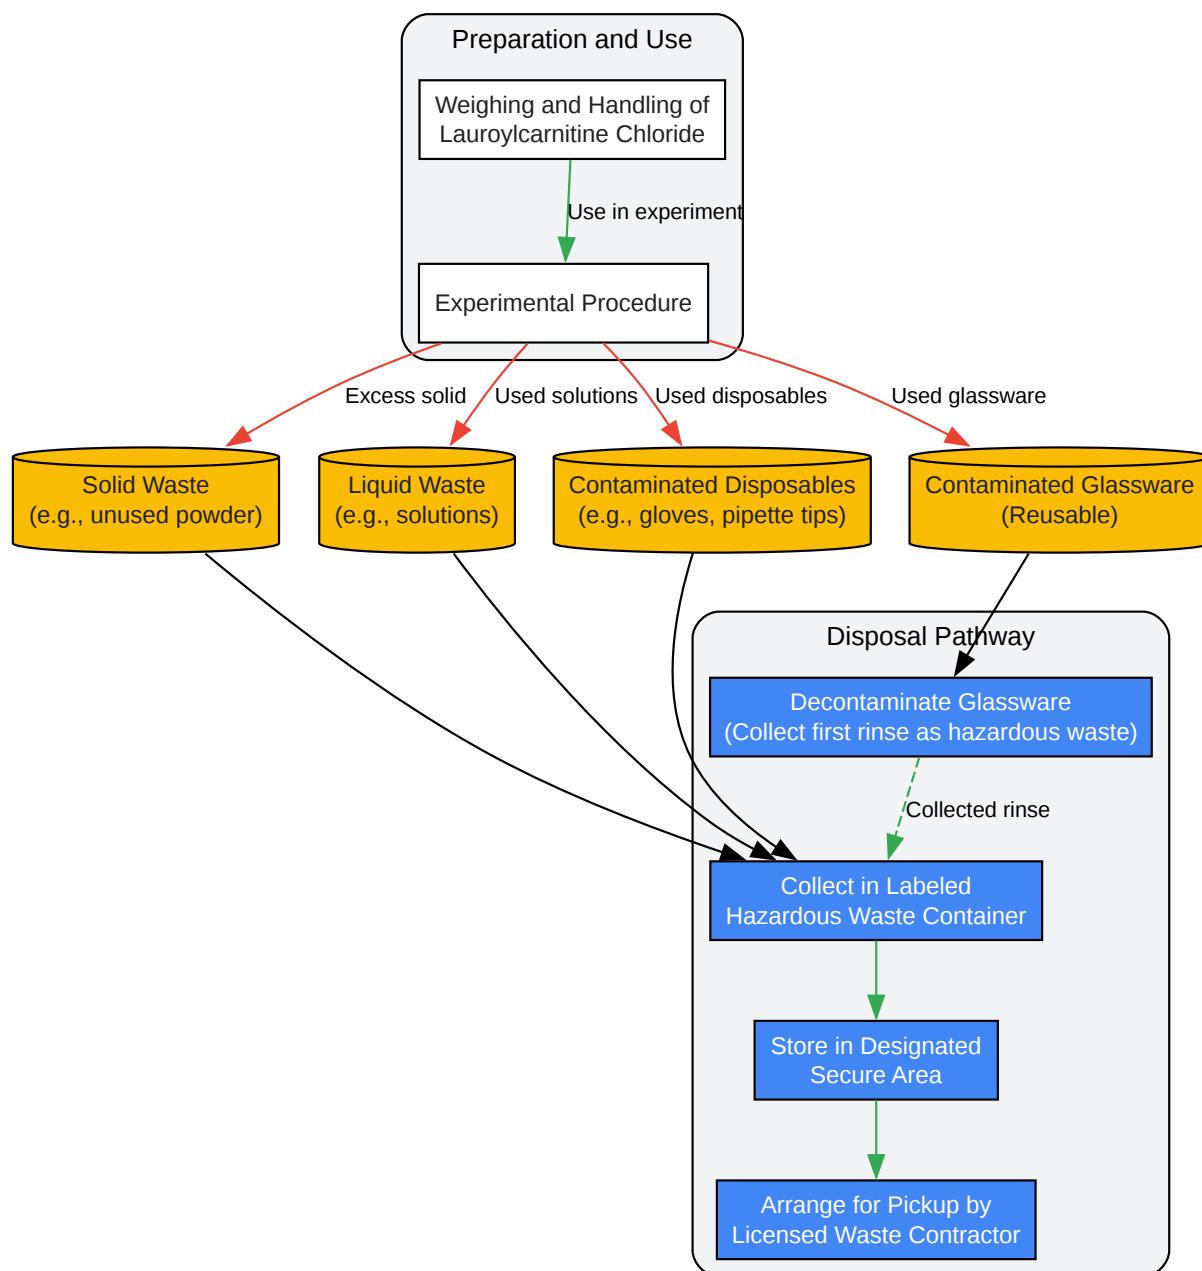 Preparation and Use
Weighing and Handling of
Lauroylcarnitine Chloride
Use in experiment
Experimental Procedure
Excess solid
Used solutions
Used disposables
Used glassware
Solid Waste
(e.g., unused powder)
Liquid Waste
(e.g., solutions)
Contaminated Disposables
(e.g., gloves, pipette tips)
Contaminated Glassware
(Reusable)
Disposal Pathway
Decontaminate Glassware
(Collect first rinse as hazardous waste)
Collected rinse
Collect in Labeled
Hazardous Waste Container
Store in Designated
Secure Area
Arrange for Pickup by
Licensed Waste Contractor